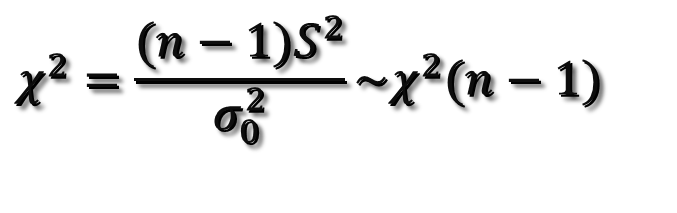 χ² = (n − 1)S² / σ₀² ~χ²(n − 1)